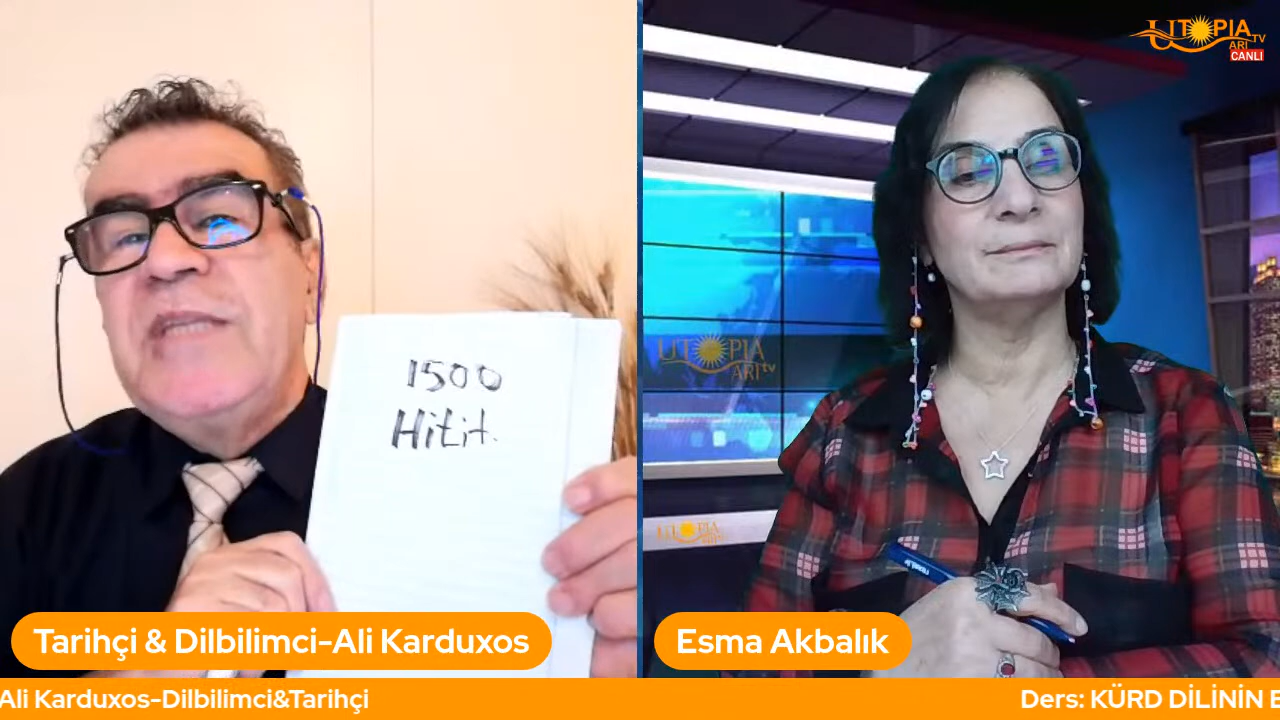 UTOPIA TV
ARİ
CANLI
1500
Hitit.
UTOPIA
ARİ tv
UTOPIA
Tarihçi & Dilbilimci-Ali Karduxos
Esma Akbalık
Ali Karduxos-Dilbilimci&Tarihçi
Ders: KÜRD DİLİNİN E